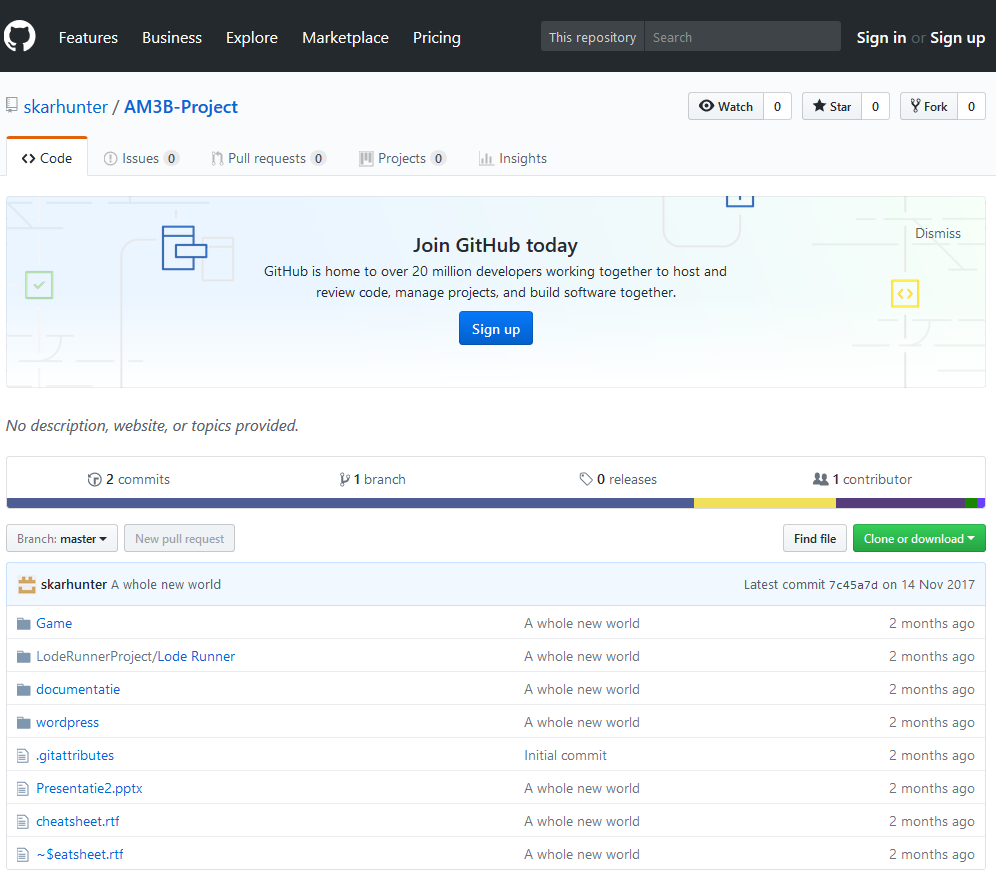 Features Business Explore Marketplace Pricing This repository Search Sign in or Sign up
skarhunter / AM3B-Project Watch 0 Star 0 Fork 0
Code Issues 0 Pull requests 0 Projects 0 Insights
Join GitHub today
Dismiss
GitHub is home to over 20 million developers working together to host and
review code, manage projects, and build software together.
Sign up
No description, website, or topics provided.
2 commits 1 branch 0 releases 1 contributor
Branch: master New pull request Find file Clone or download
skarhunter A whole new world Latest commit 7c45a7d on 14 Nov 2017
Game A whole new world 2 months ago
LodeRunnerProject/Lode Runner A whole new world 2 months ago
documentatie A whole new world 2 months ago
wordpress A whole new world 2 months ago
.gitattributes Initial commit 2 months ago
Presentatie2.pptx A whole new world 2 months ago
cheatsheet.rtf A whole new world 2 months ago
~$eatsheet.rtf A whole new world 2 months ago